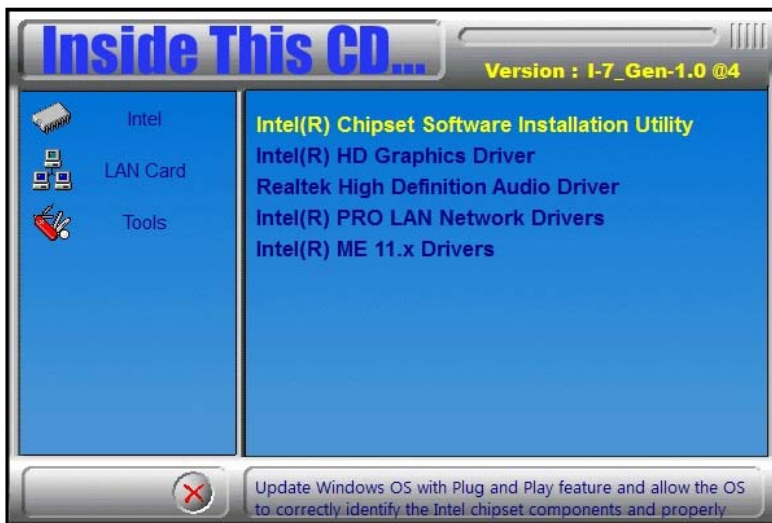 Inside This CD...
Version : I-7_Gen-1.0 @4
Intel
LAN Card
Tools
Intel(R) Chipset Software Installation Utility
Intel(R) HD Graphics Driver
Realtek High Definition Audio Driver
Intel(R) PRO LAN Network Drivers
Intel(R) ME 11.x Drivers
Update Windows OS with Plug and Play feature and allow the OS
to correctly identify the Intel chipset components and properly